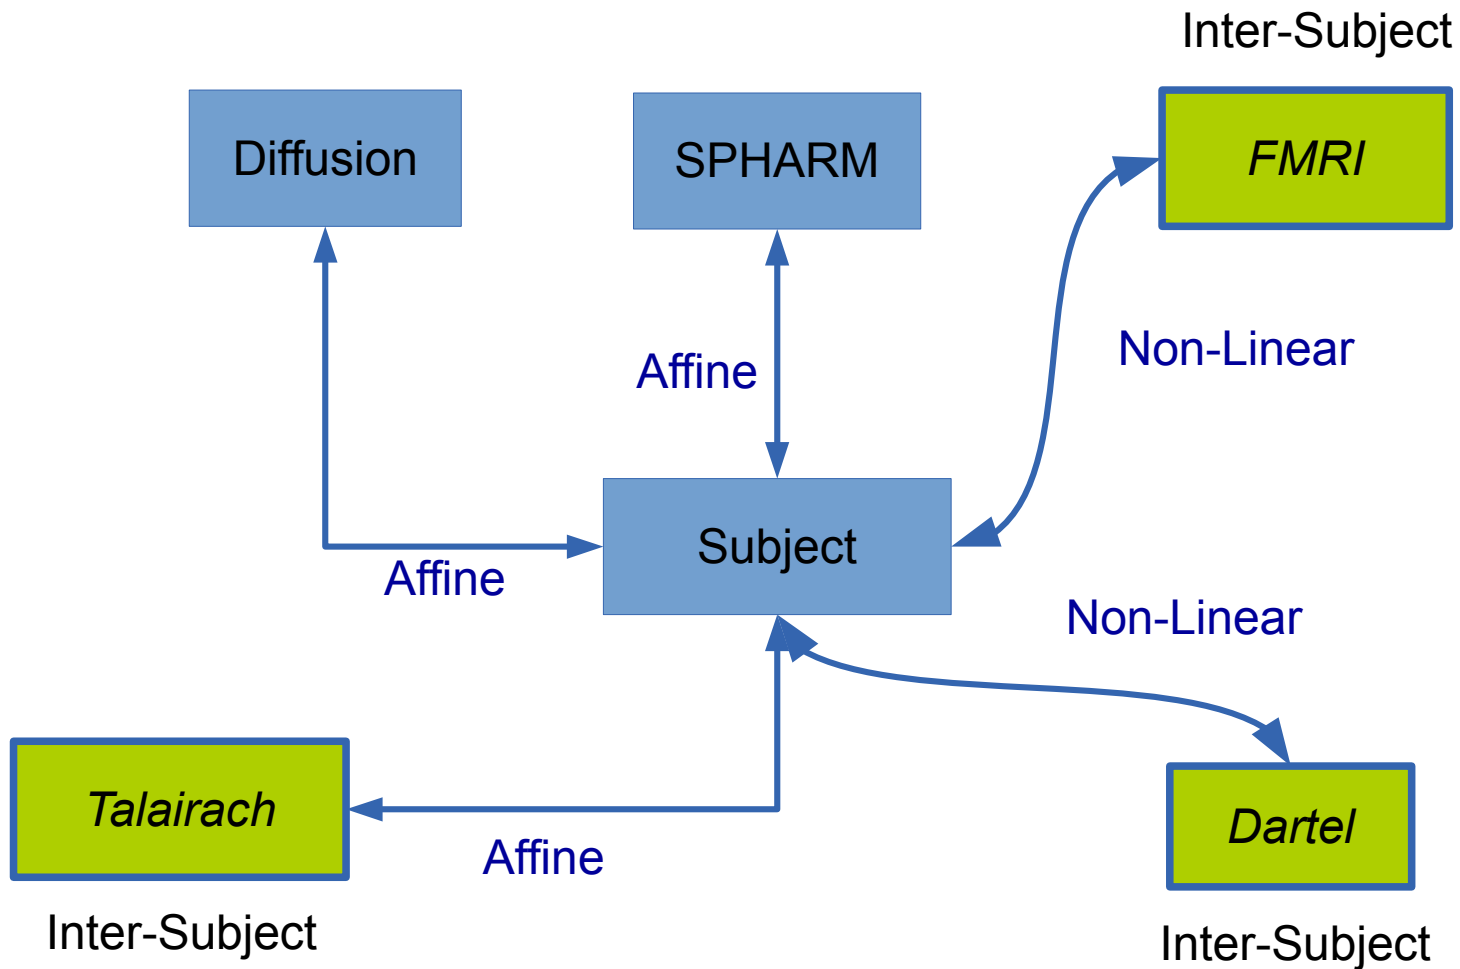 Inter-Subject
Diffusion
SPHARM
FMRI
Non-Linear
Affine
Subject
Affine
Non-Linear
Talairach
Dartel
Affine
Inter-Subject
Inter-Subject